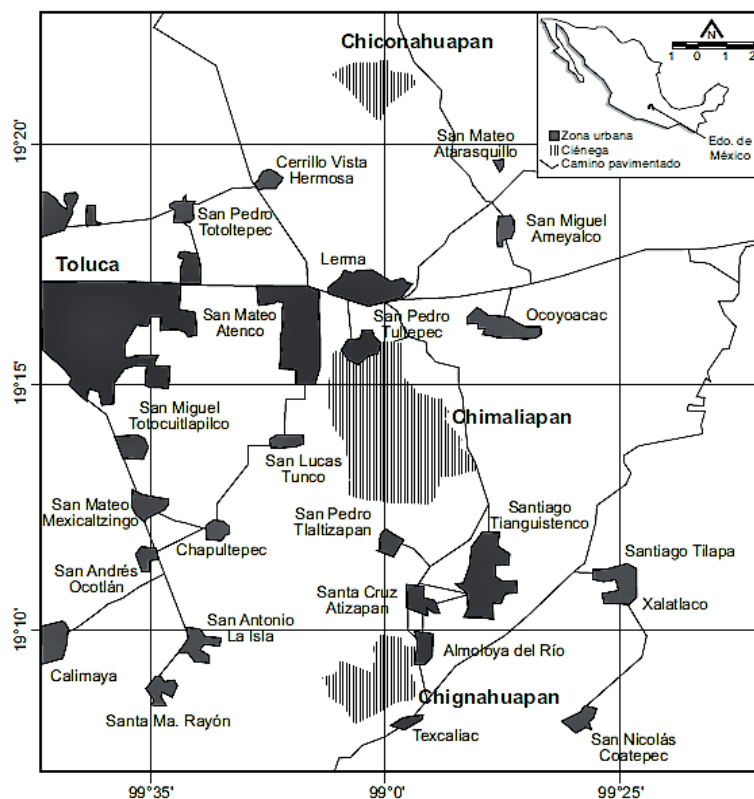 Chiconahuapan
N
1 0 1 2
Zona urbana
Ciénega
Camino pavimentado
Edo. de
México
19°20
San Mateo
Atarasquillo
Cerrillo Vista
Hermosa
San Pedro
Totoltepec
San Miguel
Ameyalco
Toluca
Lerma
San Mateo
Atenco
San Pedro
Tultepec
Ocoyoacac
19°15
San Miguel
Totocuitlapilco
Chimaliapan
San Lucas
Tunco
San Mateo
Mexicaltzingo
Chapultepec
San Pedro
Tlaltizapan
Santiago
Tianguistenco
San Andrés
Ocotlán
Santiago Tilapa
Santa Cruz
Atizapan
Xalatlaco
19°10
San Antonio
La Isla
Almoloya del Río
Calimaya
Chignahuapan
Santa Ma. Rayón
Texcaliac
San Nicolás
Coatepec
99°35
99°0'
99°25